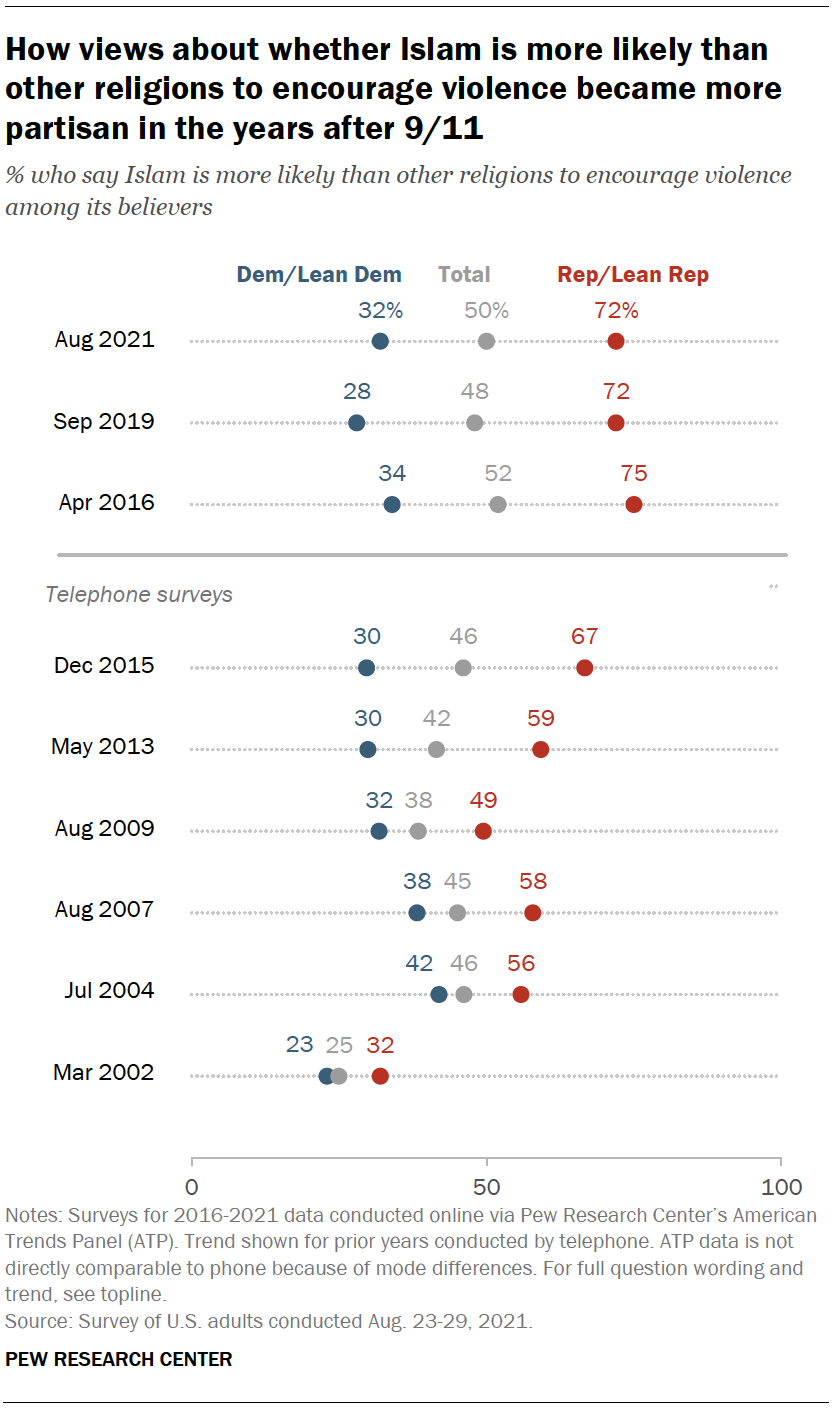 How views about whether Islam is more likely than
other religions to encourage violence became more
partisan in the years after 9/11
% who say Islam is more likely than other religions to encourage violence
among its believers
Dem/Lean Dem Total Rep/Lean Rep
32% 50% 72%
Aug 2021
28 48 72
Sep 2019
34 52 75
Apr 2016
Telephone surveys
30 46 67
Dec 2015
30 42 59
May 2013
32 38 49
Aug 2009
38 45 58
Aug 2007
42 46 56
Jul 2004
23 25 32
Mar 2002
0 50 100
Notes: Surveys for 2016-2021 data conducted online via Pew Research Center's American
Trends Panel (ATP). Trend shown for prior years conducted by telephone. ATP data is not
directly comparable to phone because of mode differences. For full question wording and
trend, see topline.
Source: Survey of U.S. adults conducted Aug. 23-29, 2021.
PEW RESEARCH CENTER